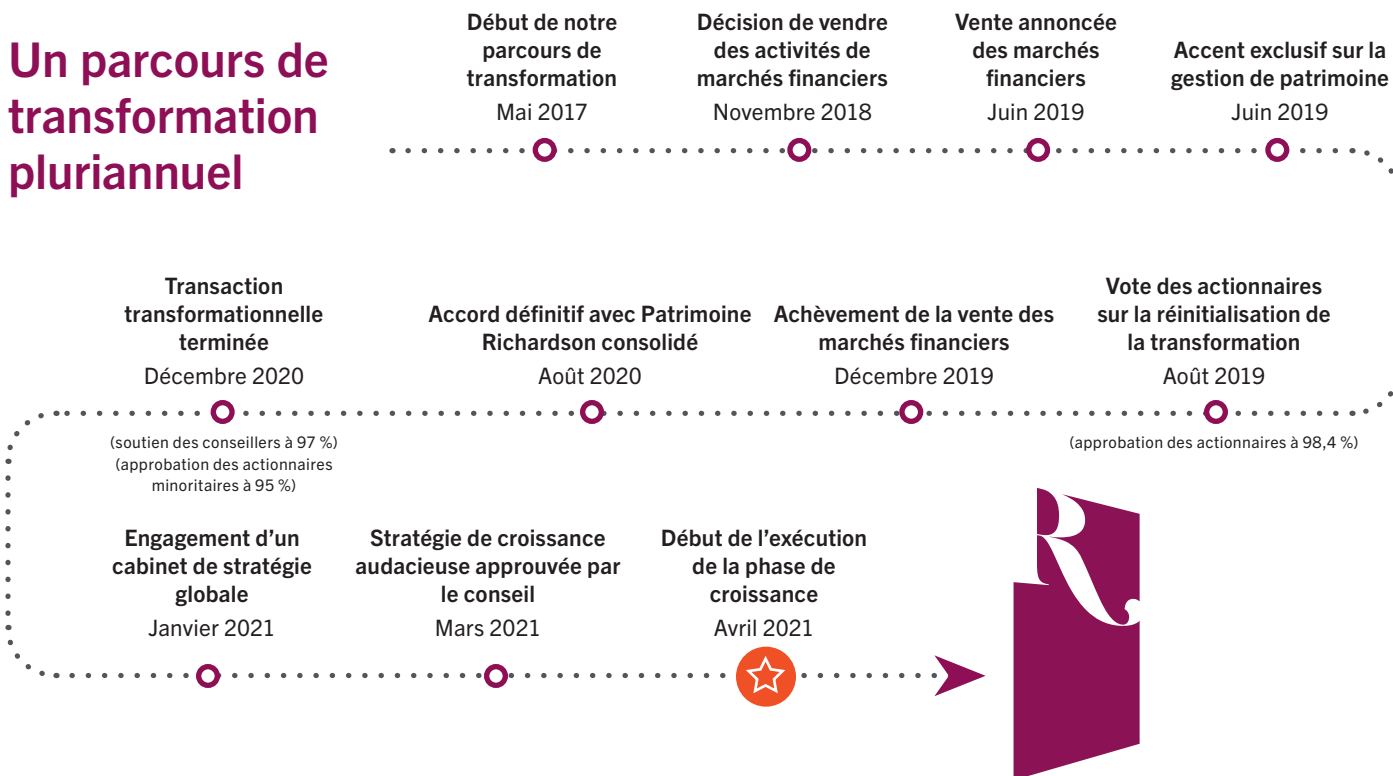 Un parcours de
transformation
pluriannuel
Début de notre
parcours de
transformation
Mai 2017
Décision de vendre
des activités de
marchés financiers
Novembre 2018
Vente annoncée
des marchés
financiers
Juin 2019
Accent exclusif sur la
gestion de patrimoine
Juin 2019
Transaction
transformationnelle
terminée
Décembre 2020
(soutien des conseillers à 97 %)
(approbation des actionnaires
minoritaires à 95 %)
Accord définitif avec Patrimoine
Richardson consolidé
Août 2020
Achèvement de la vente des
marchés financiers
Décembre 2019
Vote des actionnaires
sur la réinitialisation de
la transformation
Août 2019
(approbation des actionnaires à 98,4 %)
Engagement d’un
cabinet de stratégie
globale
Janvier 2021
Stratégie de croissance
audacieuse approuvée par
le conseil
Mars 2021
Début de l’exécution
de la phase de
croissance
Avril 2021
R